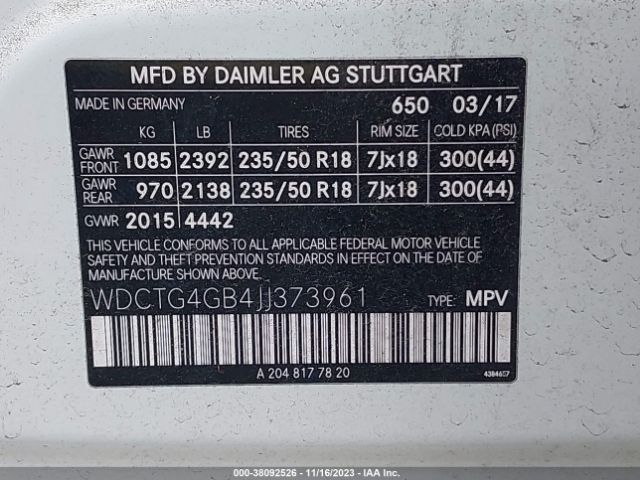 MFD BY DAIMLER AG STUTTGART
MADE IN GERMANY 650 03/17
KG LB TIRES RIM SIZE COLD KPA (PSI)
GAWR FRONT 1085 2392 235/50 R18 7Jx18 300(44)
GAWR REAR 970 2138 235/50 R18 7Jx18 300(44)
GVWR 2015 4442
THIS VEHICLE CONFORMS TO ALL APPLICABLE FEDERAL MOTOR VEHICLE
SAFETY AND THEFT PREVENTION STANDARDS IN EFFECT ON THE DATE OF
MANUFACTURE SHOWN ABOVE.
WDCTG4GB4JJ373961 TYPE: MPV
A 204 817 78 20
000-38092526 - 11/16/2023 - IAAI.COM